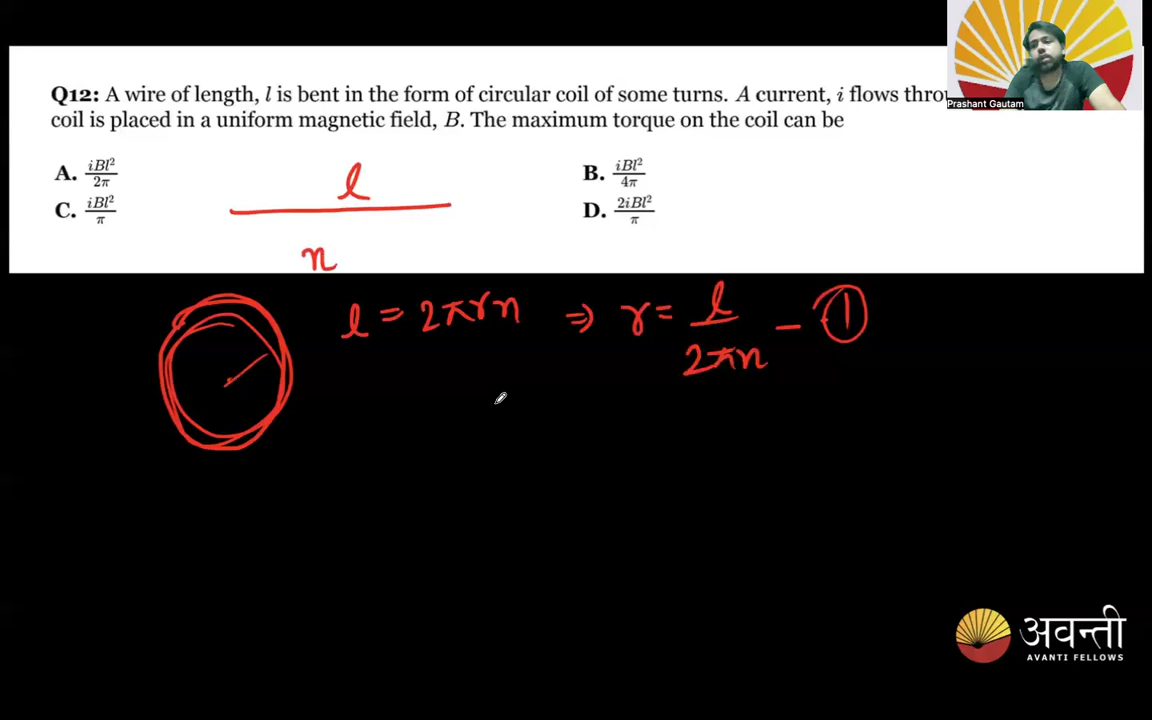 Prashant Gautam
Q12: A wire of length, l is bent in the form of circular coil of some turns. A current, i flows
coil is placed in a uniform magnetic field, B. The maximum torque on the coil can be
A. iBl²/2π
B. iBl²/4π
C. iBl²/π
D. 2iBl²/π
l
n
l = 2πrn ⇒ r = l/2πn - ①
अवन्ती
AVANTI FELLOWS